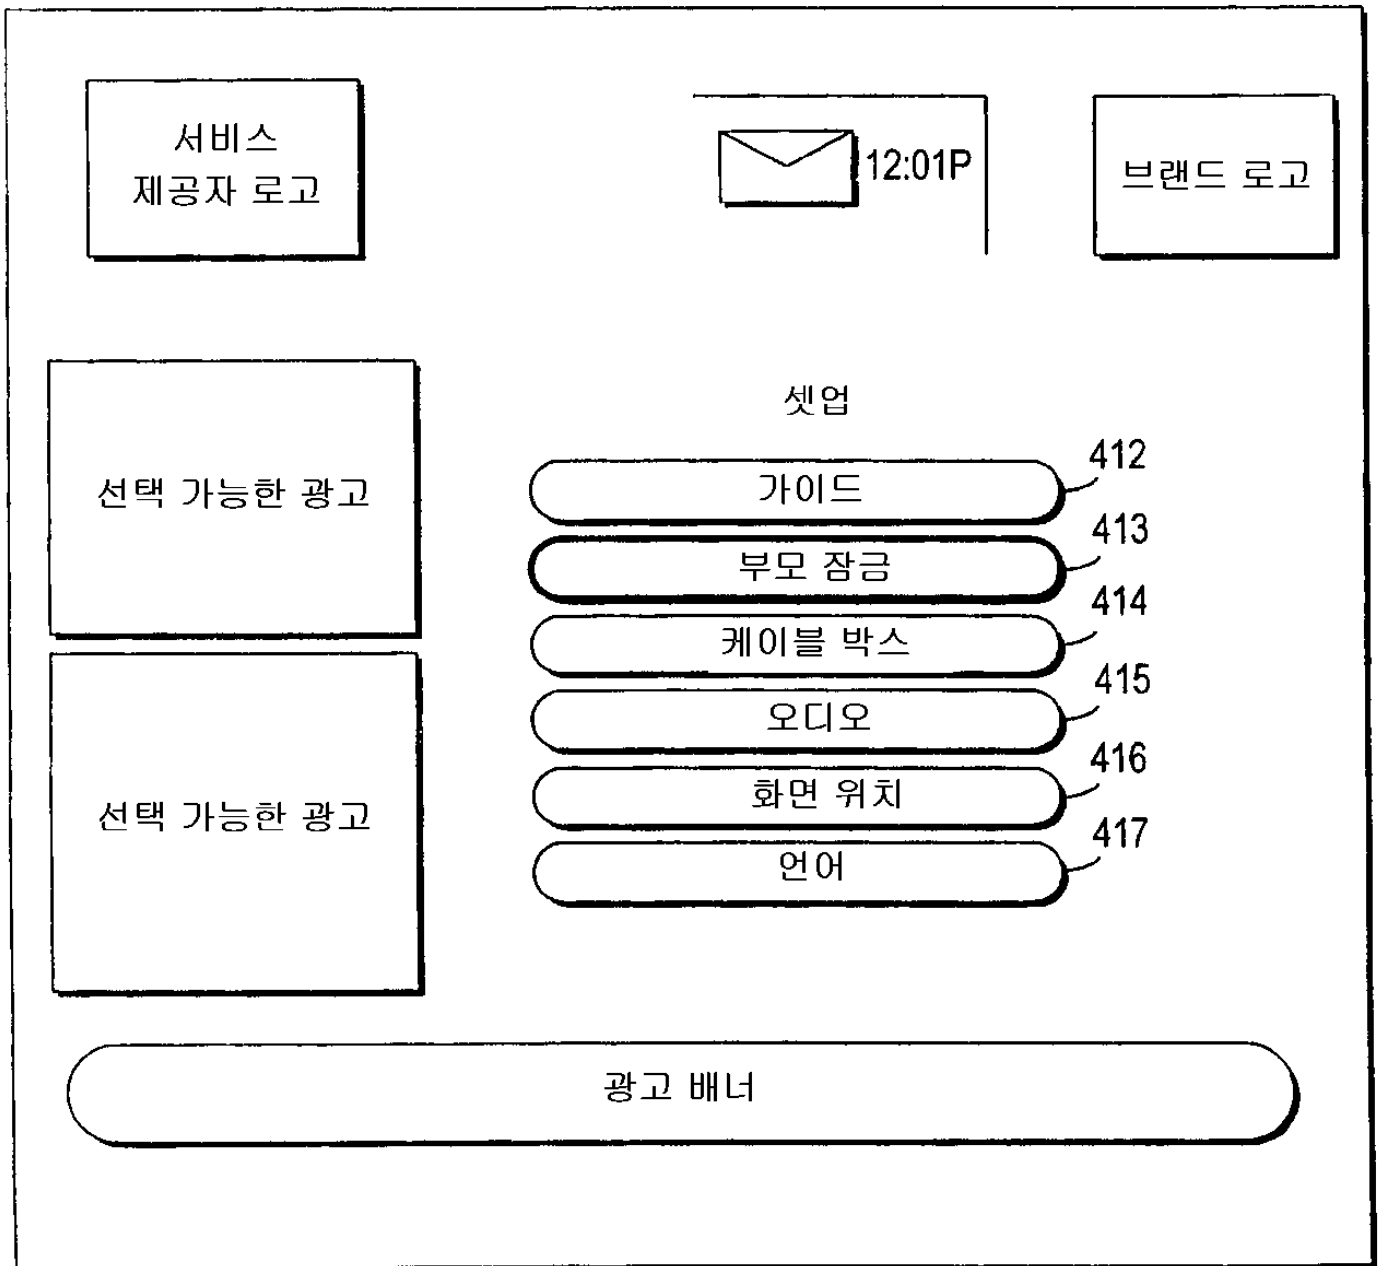 서비스
제공자 로고
12:01P
브랜드 로고
선택 가능한 광고
선택 가능한 광고
셋업
가이드 412
부모 잠금 413
케이블 박스 414
오디오 415
화면 위치 416
언어 417
광고 배너